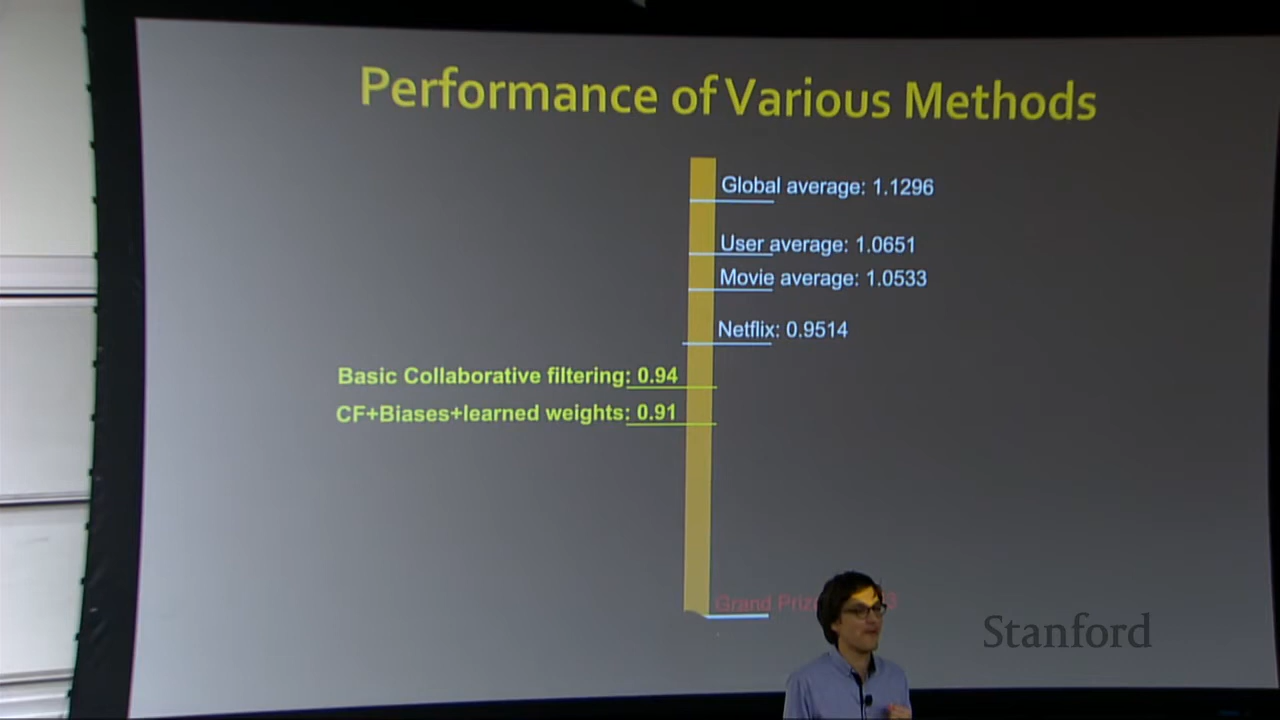 Performance of Various Methods
Global average: 1.1296
User average: 1.0651
Movie average: 1.0533
Netflix: 0.9514
Basic Collaborative filtering: 0.94
CF+Biases+learned weights: 0.91
Grand
Stanford